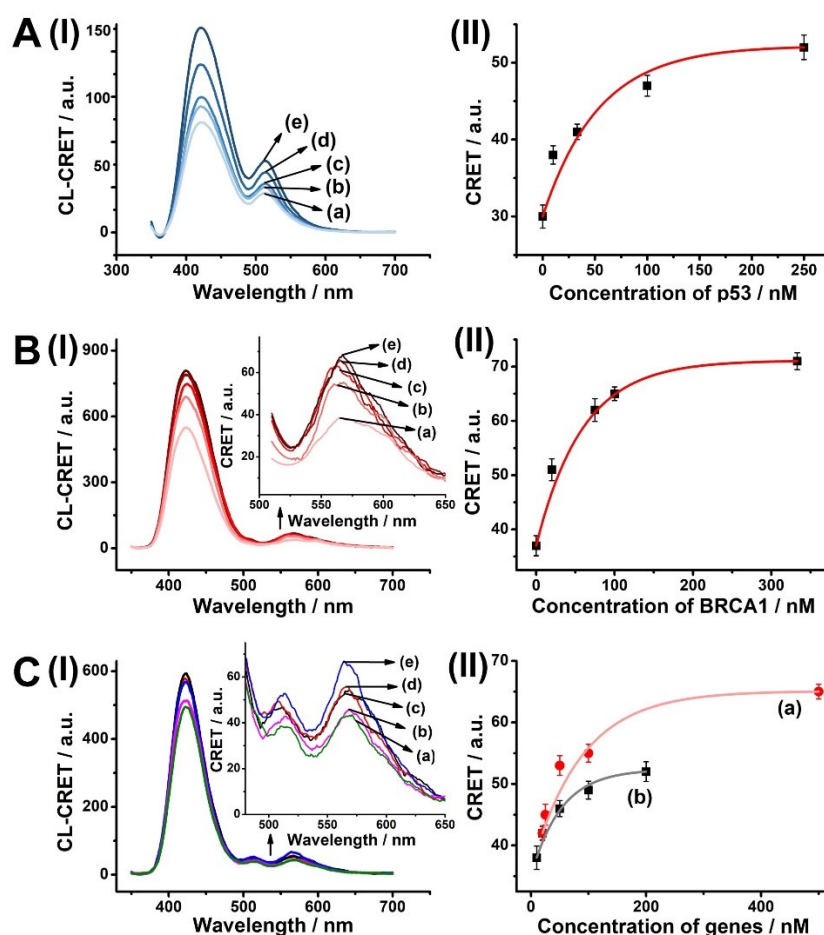 A (I)
150
100
50
0
CL-CRET / a.u.
(e)
(d)
(c)
(b)
(a)
300 400 500 600 700
Wavelength / nm
(II)
50
40
30
CRET / a.u.
0 50 100 150 200 250
Concentration of p53 / nM
B (I)
900
600
300
0
CL-CRET / a.u.
400 500 600 700
Wavelength / nm
60
40
20
0
CRET / a.u.
(e)
(d)
(c)
(b)
(a)
500 550 600 650
Wavelength / nm
(II)
70
60
50
40
CRET / a.u.
0 100 200 300
Concentration of BRCA1 / nM
C (I)
600
400
200
0
CL-CRET / a.u.
400 500 600 700
Wavelength / nm
60
40
20
0
CRET / a.u.
(e)
(d)
(c)
(b)
(a)
500 550 600 650
Wavelength / nm
(II)
70
60
50
40
30
CRET / a.u.
(a)
(b)
0 200 400
Concentration of genes / nM